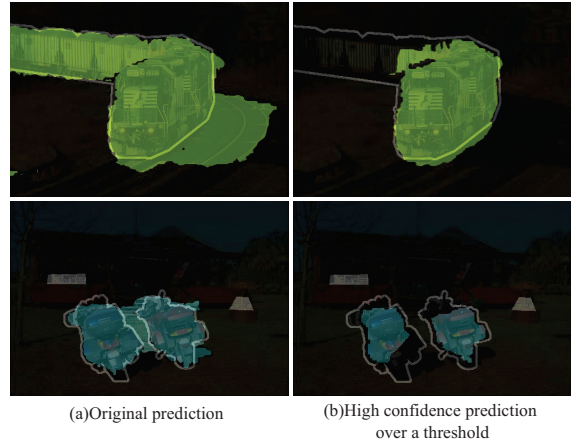 (a)Original prediction
(b)High confidence prediction
over a threshold